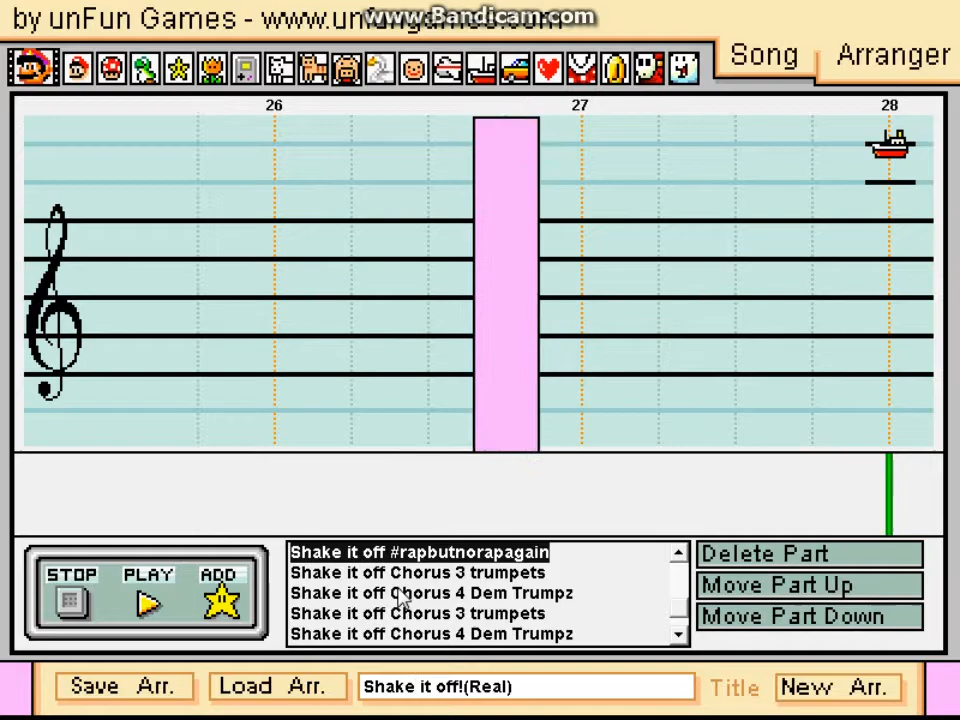 by unFun Games - www.unfungames.com
www.Bandicam.com
Song
Arranger
26
27
28
STOP
PLAY
ADD
Shake it off #rapbutnorapagain
Shake it off Chorus 3 trumpets
Shake it off Chorus 4 Dem Trumpz
Shake it off Chorus 3 trumpets
Shake it off Chorus 4 Dem Trumpz
Delete Part
Move Part Up
Move Part Down
Save Arr.
Load Arr.
Shake it off!(Real)
Title
New Arr.